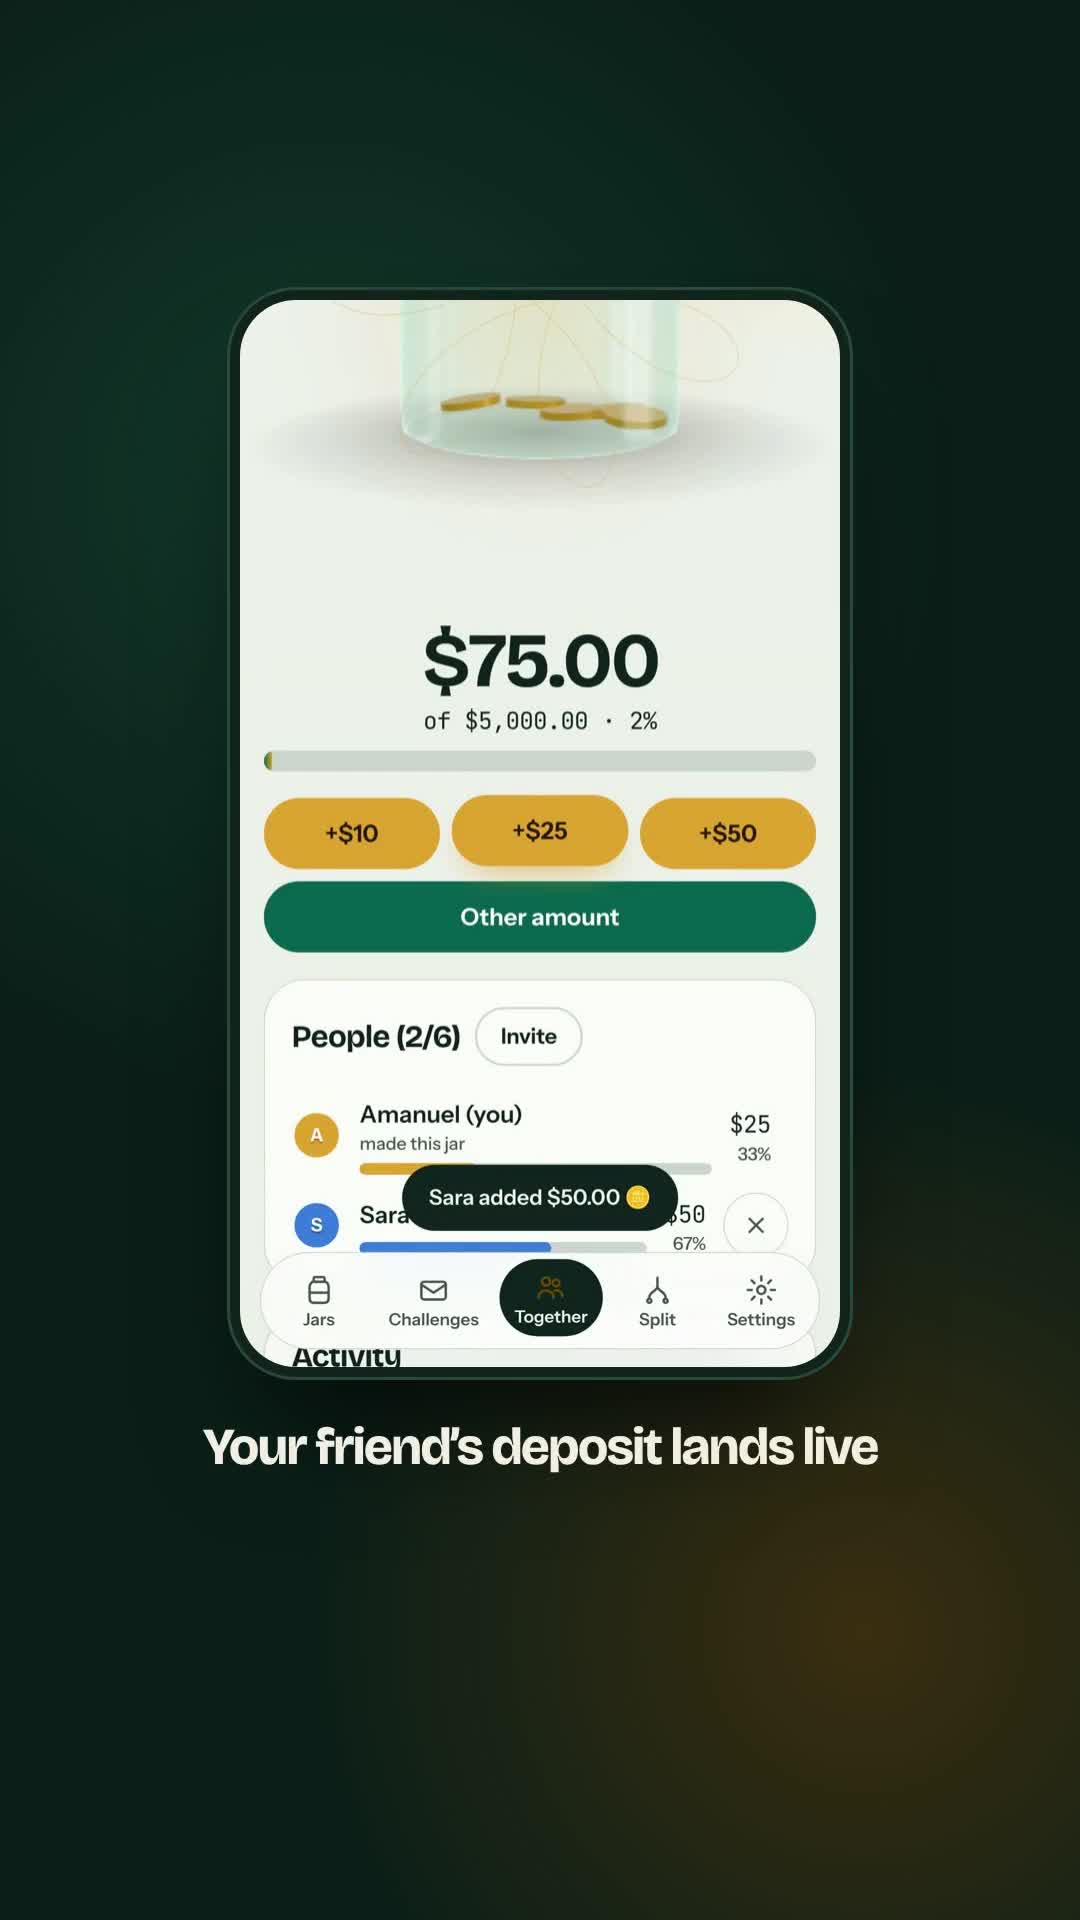 $75.00
of $5,000.00 · 2%
+$10
+$25
+$50
Other amount
People (2/6)
Invite
A
Amanuel (you)
made this jar
$25
33%
S
Sara
Sara added $50.00
$50
67%
Jars
Challenges
Together
Split
Settings
Activity
Your friend's deposit lands live